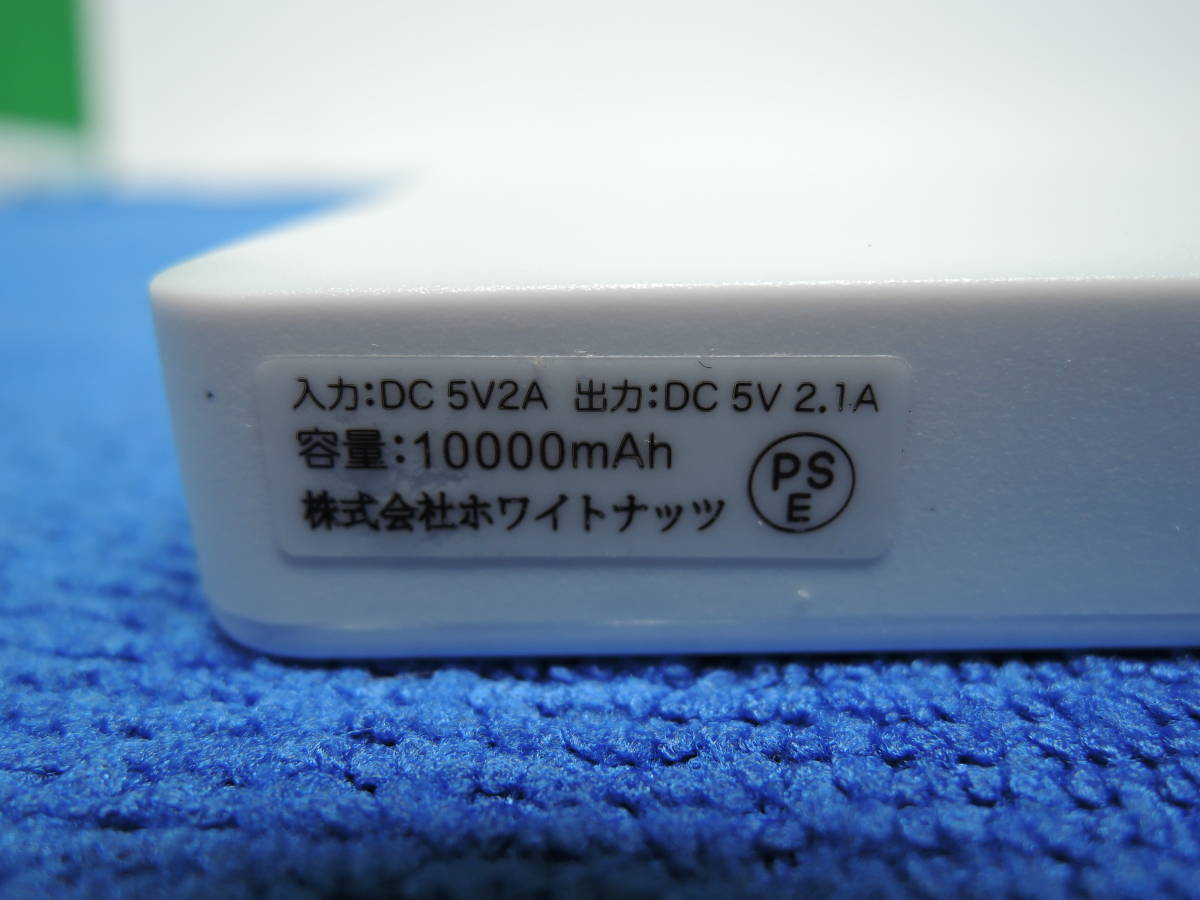 入力:DC 5V2A 出力:DC 5V 2.1A
容量:10000mAh
株式会社ホワイトナッツ
PS
E